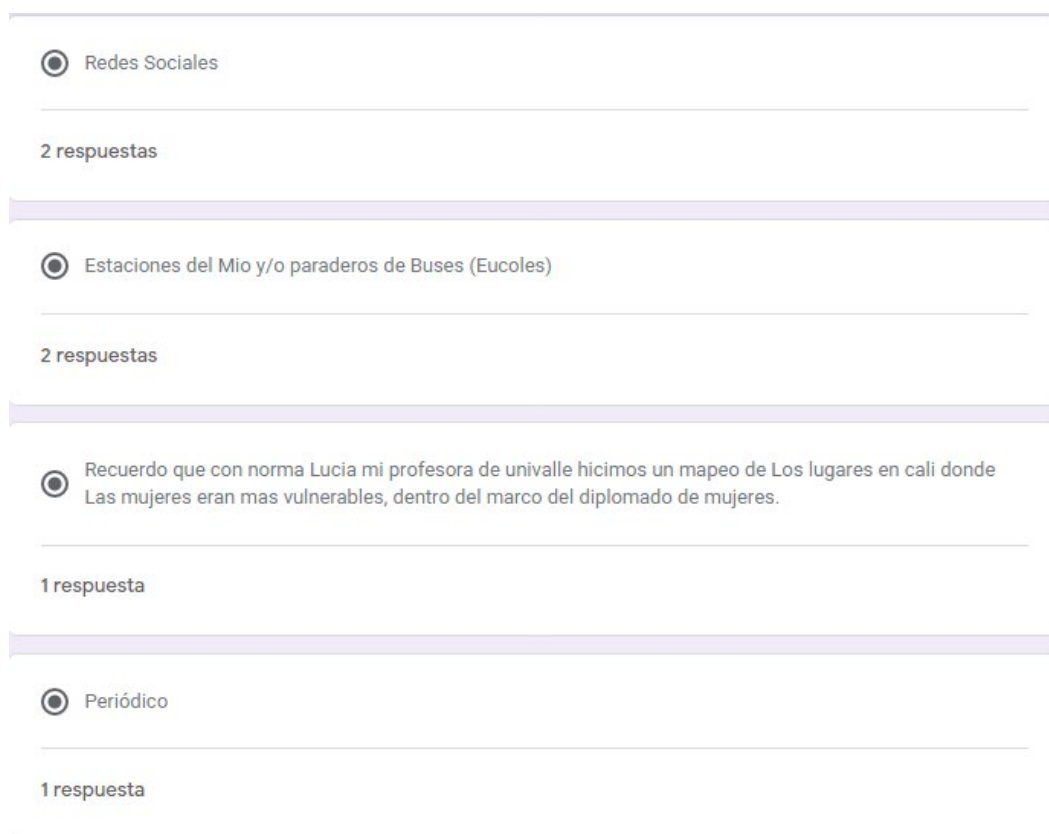 Redes Sociales
2 respuestas
Estaciones del Mio y/o paraderos de Buses (Eucoles)
2 respuestas
Recuerdo que con norma Lucia mi profesora de univalle hicimos un mapeo de Los lugares en cali donde
Las mujeres eran mas vulnerables, dentro del marco del diplomado de mujeres.
1 respuesta
Periódico
1 respuesta